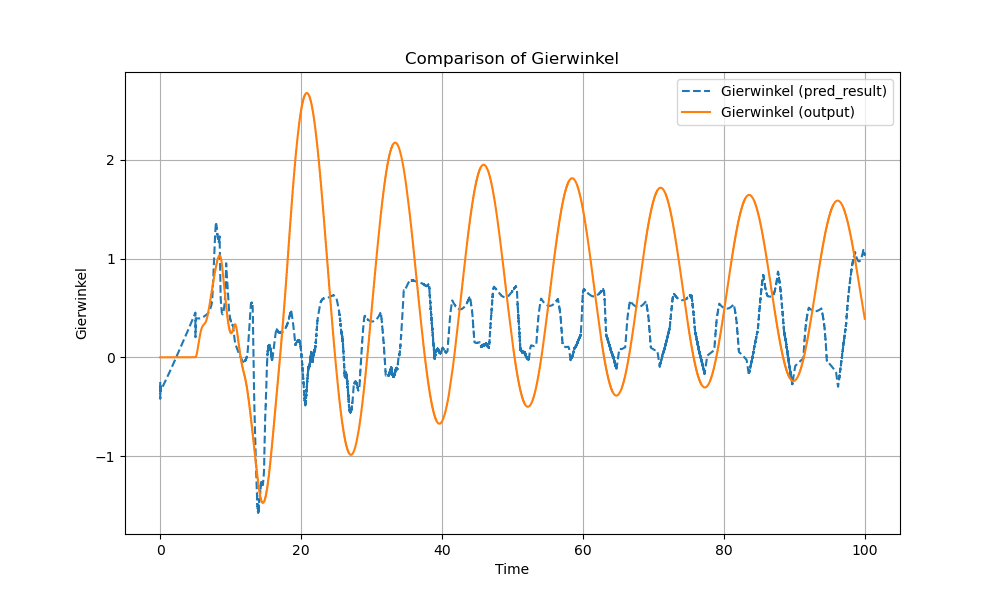 Comparison of Gierwinkel
Gierwinkel (pred_result)
Gierwinkel (output)
Gierwinkel
2
1
0
−1
0 20 40 60 80 100
Time